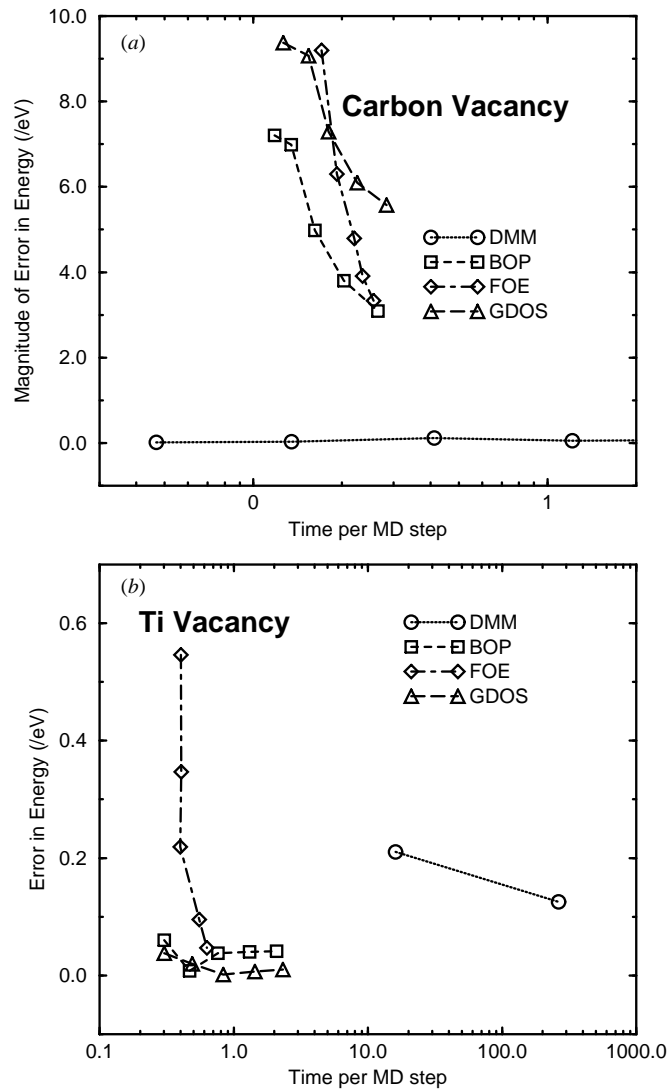 (a)
Carbon Vacancy
10.0
8.0
6.0
4.0
2.0
0.0
Magnitude of Error in Energy (/eV)
DMM
BOP
FOE
GDOS
0 1
Time per MD step
(b)
Ti Vacancy
0.6
0.4
0.2
0.0
Error in Energy (/eV)
DMM
BOP
FOE
GDOS
0.1 1.0 10.0 100.0 1000.0
Time per MD step